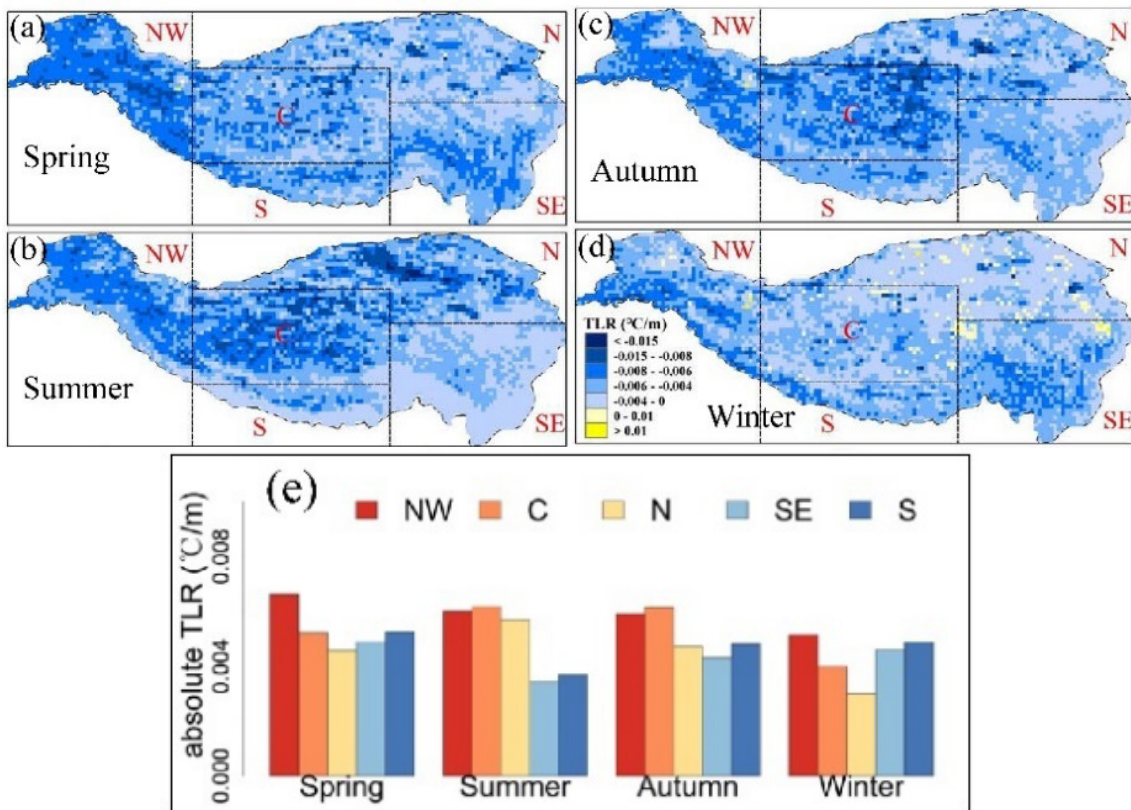 (a)
NW
N
C
Spring
S
SE
(c)
NW
N
C
Autumn
S
SE
(b)
NW
N
C
Summer
S
SE
(d)
NW
N
C
TLR (℃/m)
< -0.015
-0.015 - -0.008
-0.008 - -0.006
-0.006 - -0.004
-0.004 - 0
0 - 0.01
> 0.01
Winter
S
SE
(e)
NW C N SE S
absolute TLR (℃/m)
0.008
0.004
0.000
Spring Summer Autumn Winter